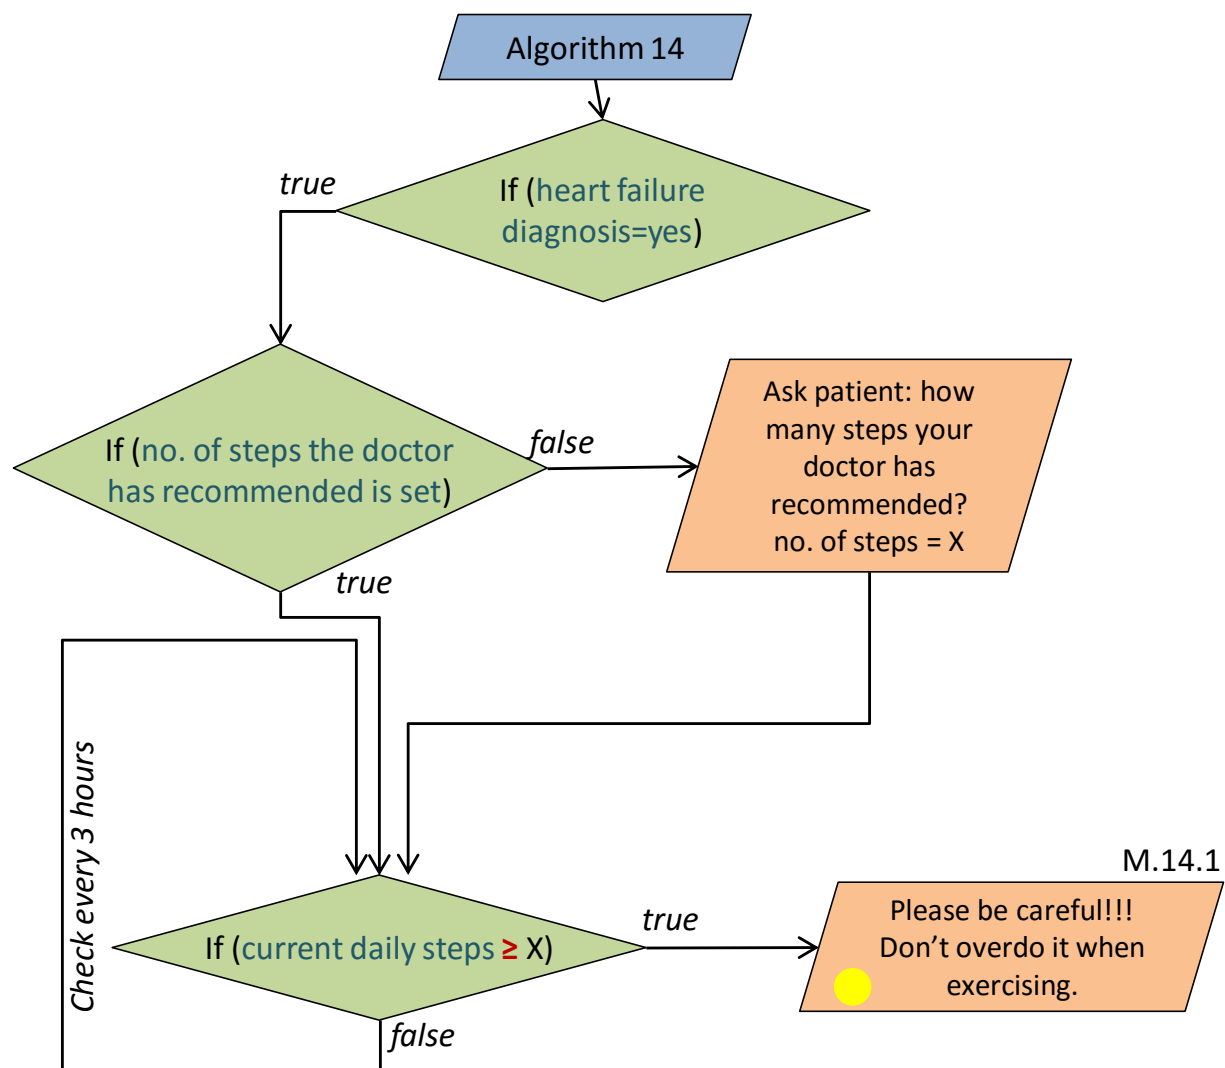 Algorithm 14
true
If (heart failure
diagnosis=yes)
If (no. of steps the doctor
has recommended is set)
false
Ask patient: how
many steps your
doctor has
recommended?
no. of steps = X
true
Check every 3 hours
M.14.1
If (current daily steps ≥ X)
true
Please be careful!!!
Don’t overdo it when
exercising.
false